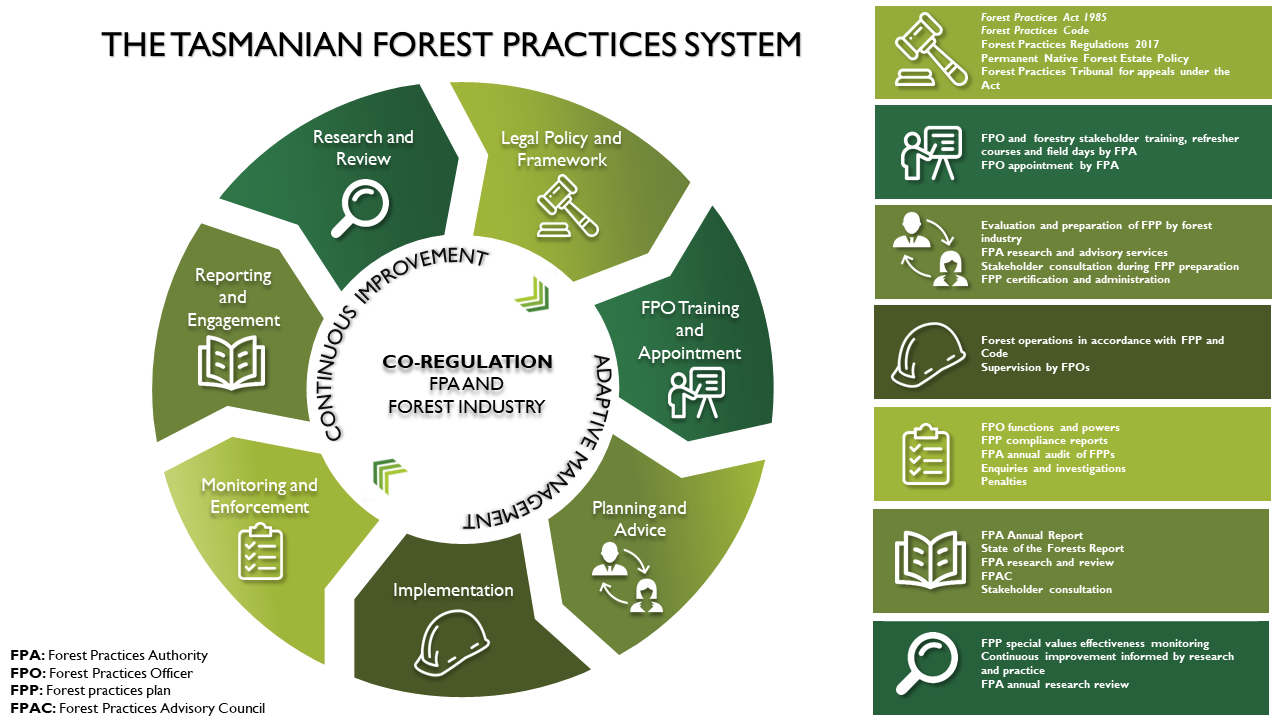 THE TASMANIAN FOREST PRACTICES SYSTEM
Legal Policy and
Framework
FPO Training
and
Appointment
Planning and
Advice
Implementation
Monitoring and
Enforcement
Reporting
and
Engagement
Research and
Review
CONTINUOUS IMPROVEMENT
ADAPTIVE MANAGEMENT
CO-REGULATION
FPA AND
FOREST INDUSTRY
FPA: Forest Practices Authority
FPO: Forest Practices Officer
FPP: Forest practices plan
FPAC: Forest Practices Advisory Council
Forest Practices Act 1985
Forest Practices Code
Forest Practices Regulations 2017
Permanent Native Forest Estate Policy
Forest Practices Tribunal for appeals under the
Act
FPO and forestry stakeholder training, refresher
courses and field days by FPA
FPO appointment by FPA
Evaluation and preparation of FPP by forest
industry
FPA research and advisory services
Stakeholder consultation during FPP preparation
FPP certification and administration
Forest operations in accordance with FPP and
Code
Supervision by FPOs
FPO functions and powers
FPP compliance reports
FPA annual audit of FPPs
Enquiries and investigations
Penalties
FPA Annual Report
State of the Forests Report
FPA research and review
FPAC
Stakeholder consultation
FPP special values effectiveness monitoring
Continuous improvement informed by research
and practice
FPA annual research review